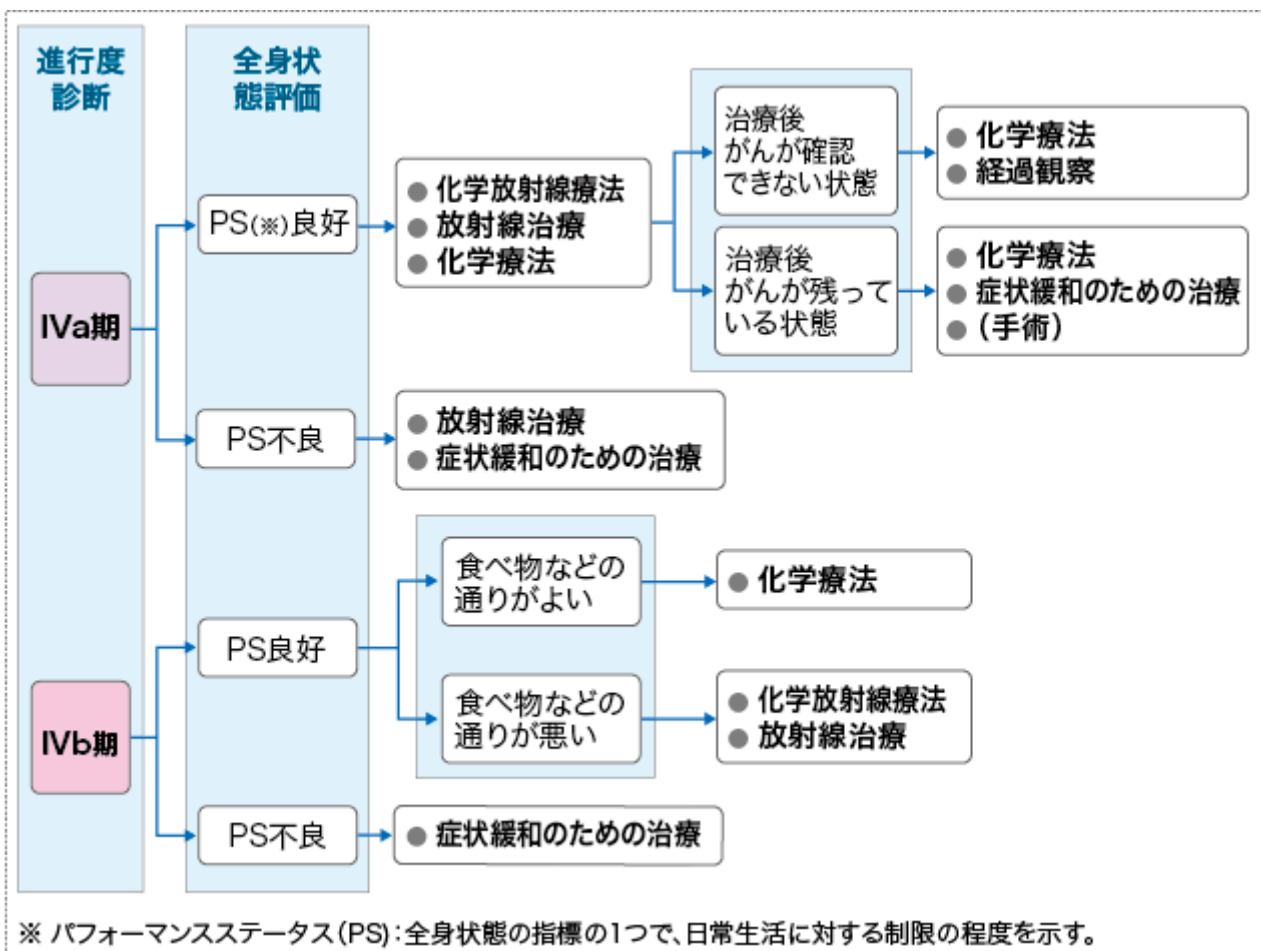 進行度
診断
全身状
態評価
IVa期
PS(※)良好
● 化学放射線療法
● 放射線治療
● 化学療法
治療後
がんが確認
できない状態
● 化学療法
● 経過観察
治療後
がんが残って
いる状態
● 化学療法
● 症状緩和のための治療
● (手術)
PS不良
● 放射線治療
● 症状緩和のための治療
IVb期
PS良好
食べ物などの
通りがよい
● 化学療法
食べ物などの
通りが悪い
● 化学放射線療法
● 放射線治療
PS不良
● 症状緩和のための治療
※ パフォーマンスステータス(PS):全身状態の指標の1つで、日常生活に対する制限の程度を示す。